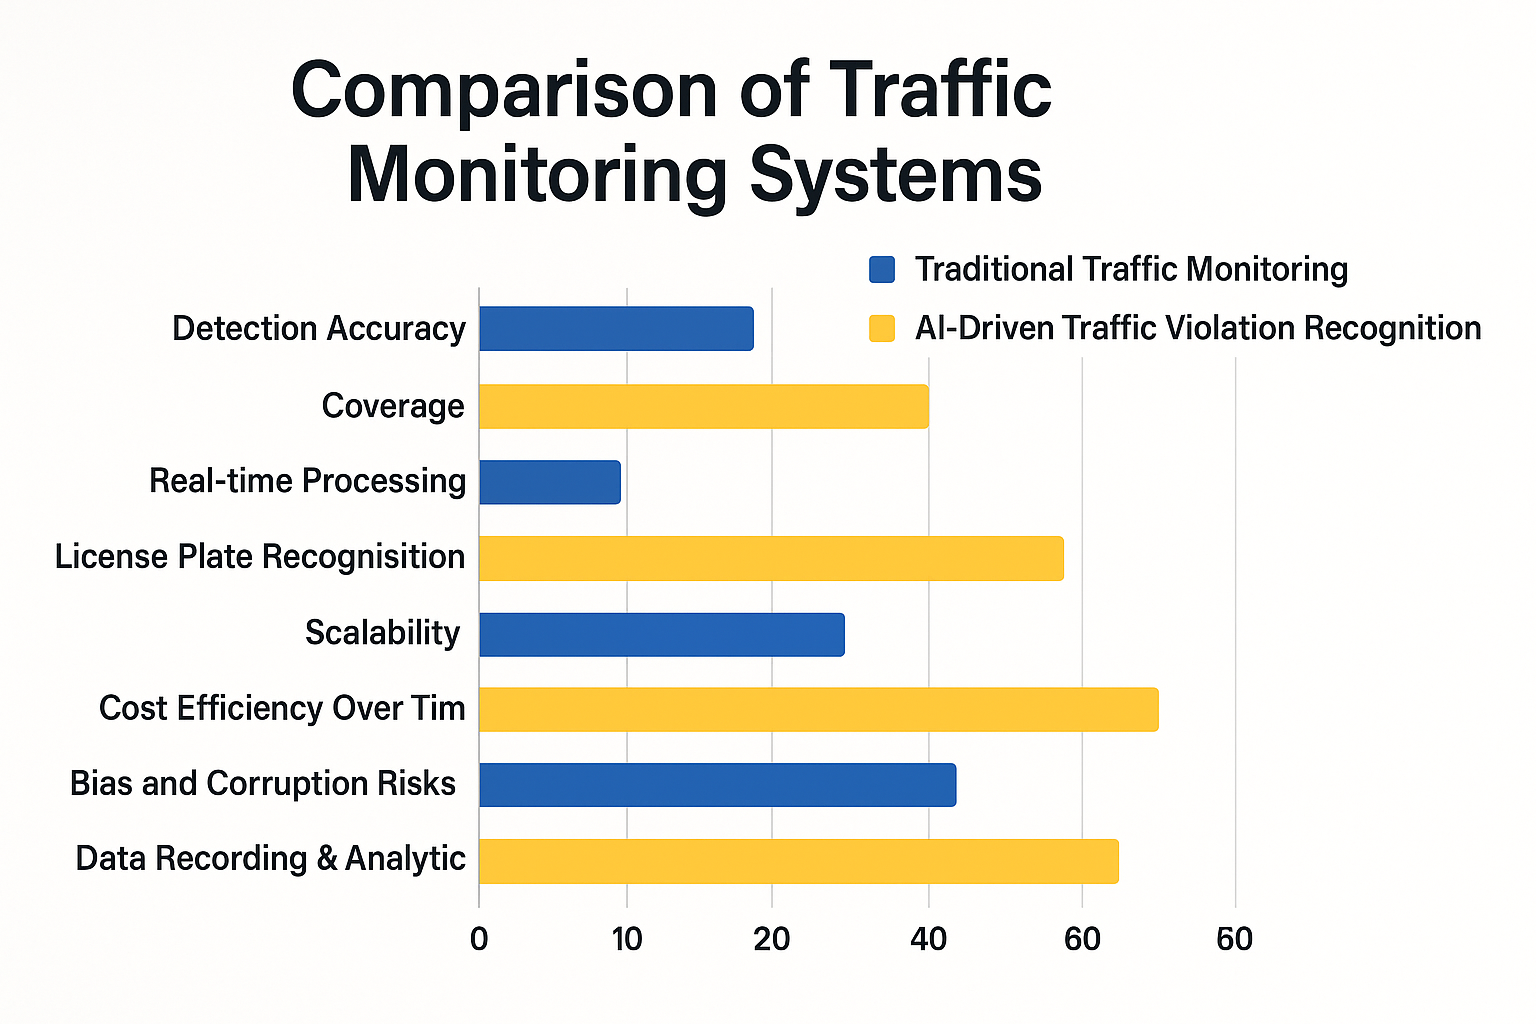 Comparison of Traffic
Monitoring Systems
Traditional Traffic Monitoring
AI-Driven Traffic Violation Recognition
Detection Accuracy
Coverage
Real-time Processing
License Plate Recognisition
Scalability
Cost Efficiency Over Tim
Bias and Corruption Risks
Data Recording & Analytic
0 10 20 40 60 60